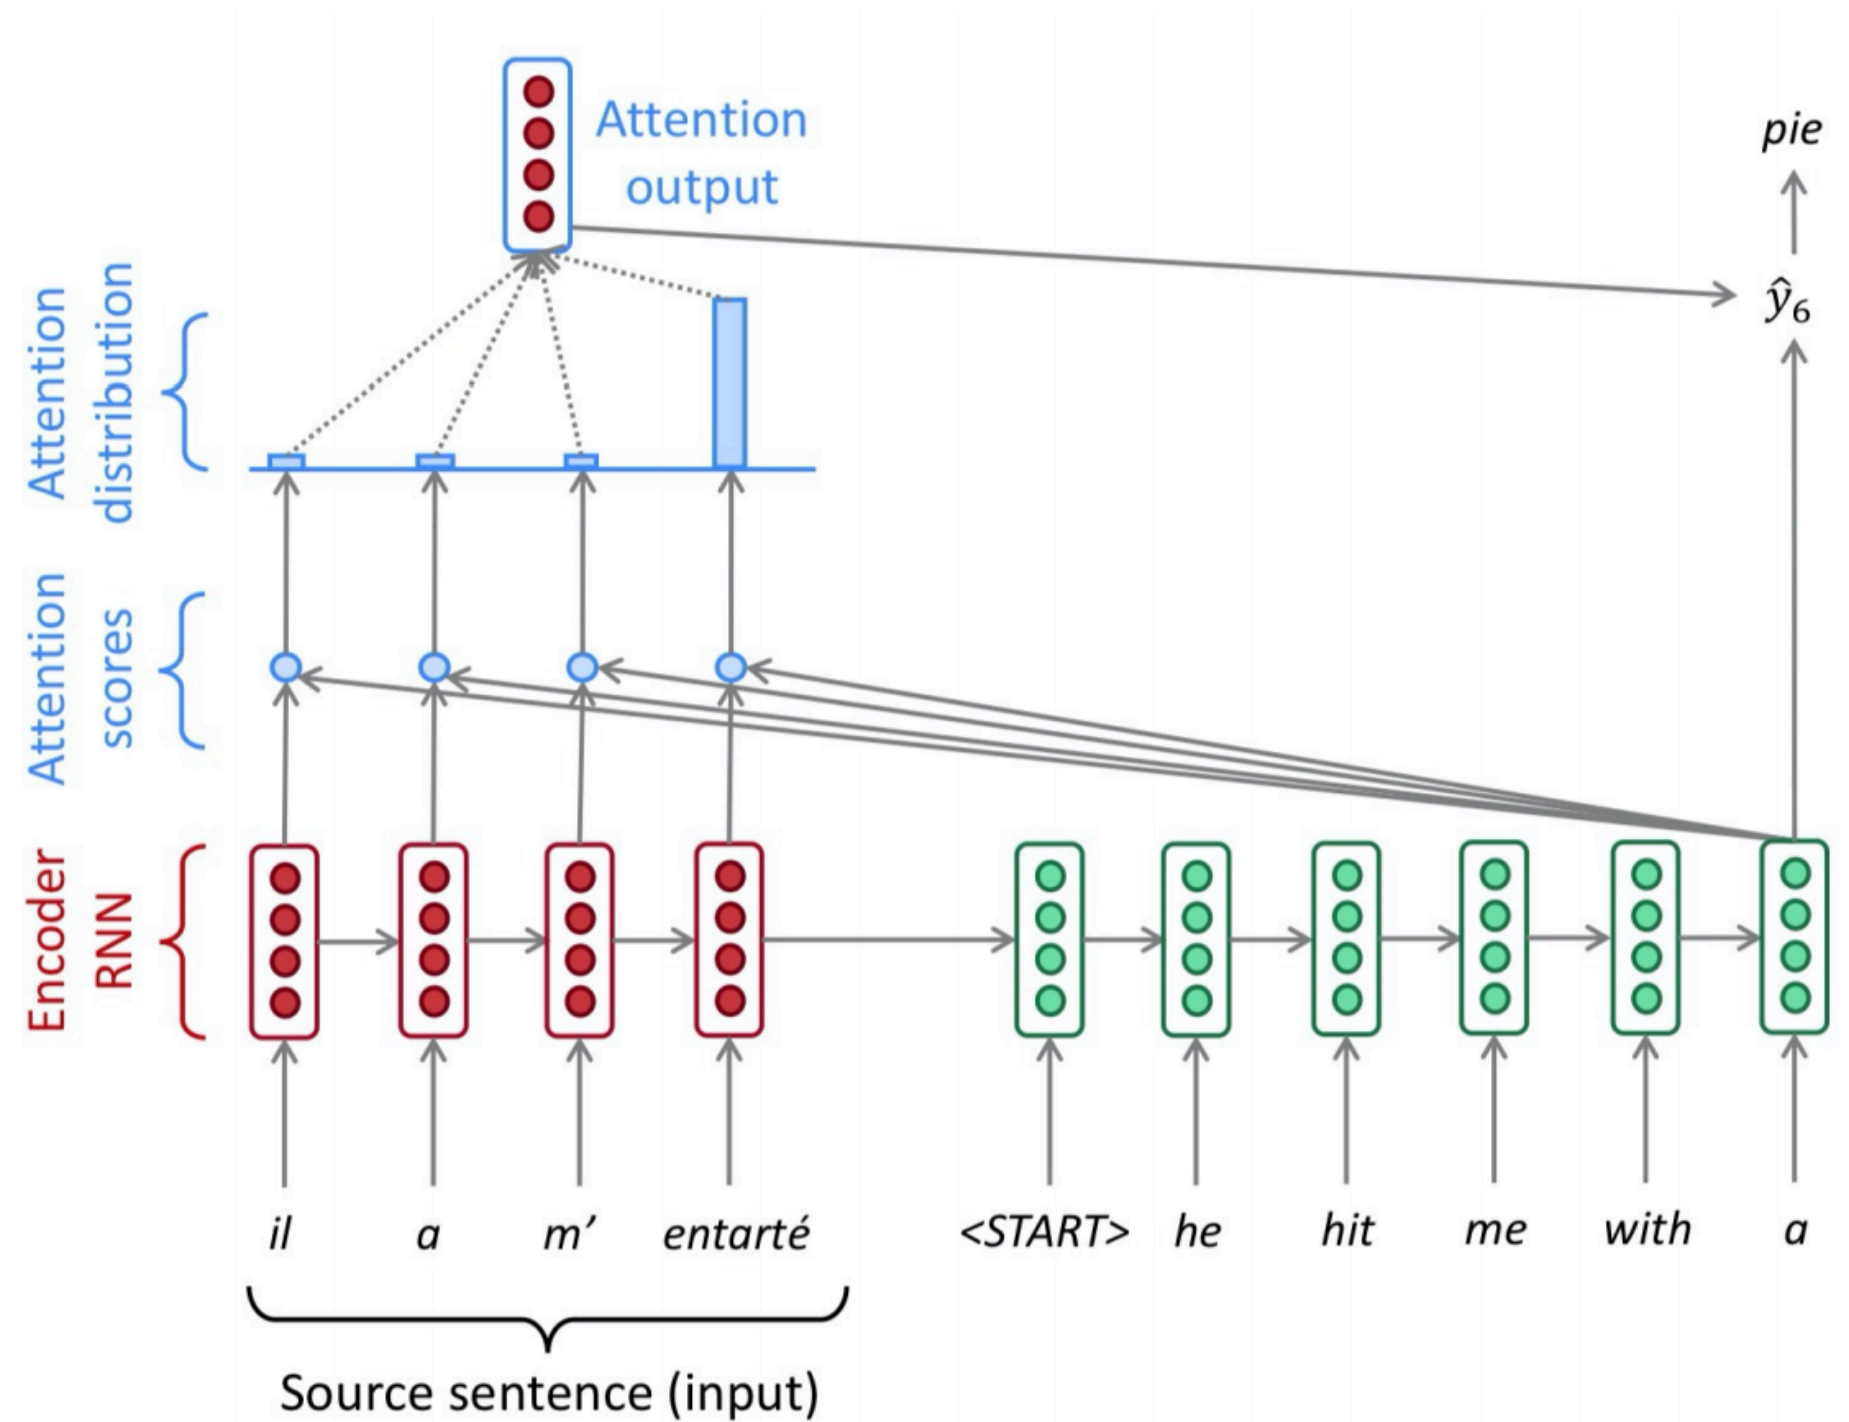 Attention
output
pie
ŷ₆
Attention
distribution
Attention
scores
Encoder
RNN
il a m’ entarté <START> he hit me with a
Source sentence (input)